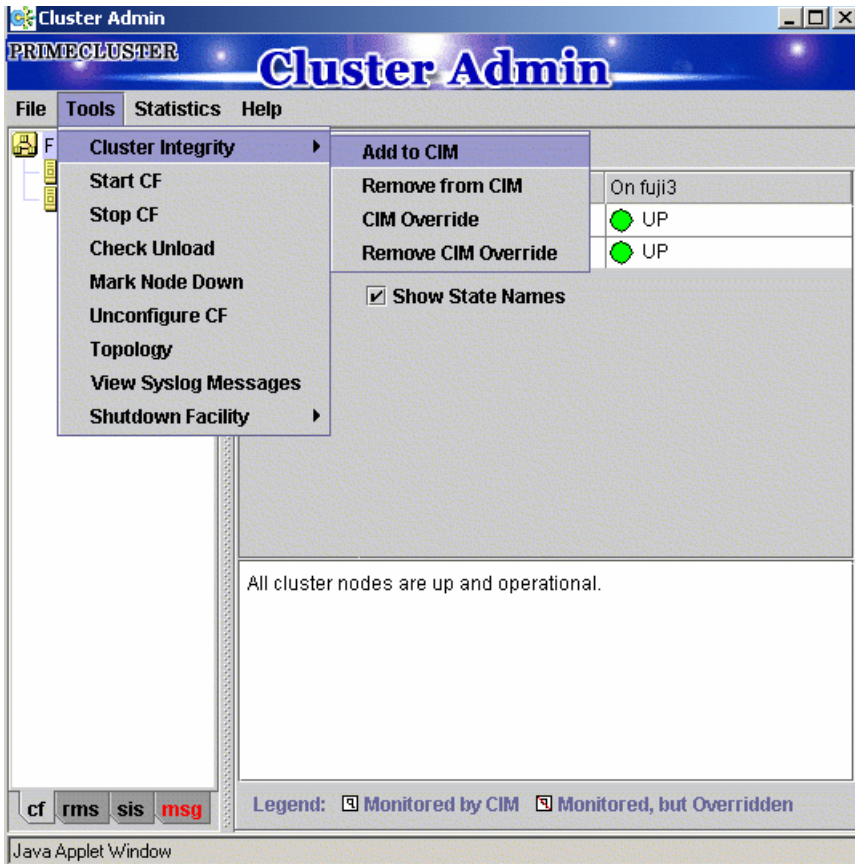 Cluster Admin
PRIMECLUSTER
Cluster Admin
File Tools Statistics Help
F
Cluster Integrity
Start CF
Stop CF
Check Unload
Mark Node Down
Unconfigure CF
Topology
View Syslog Messages
Shutdown Facility
Add to CIM
Remove from CIM
CIM Override
Remove CIM Override
On fuji3
UP
UP
Show State Names
All cluster nodes are up and operational.
cf rms sis msg
Legend: Monitored by CIM Monitored, but Overridden
Java Applet Window